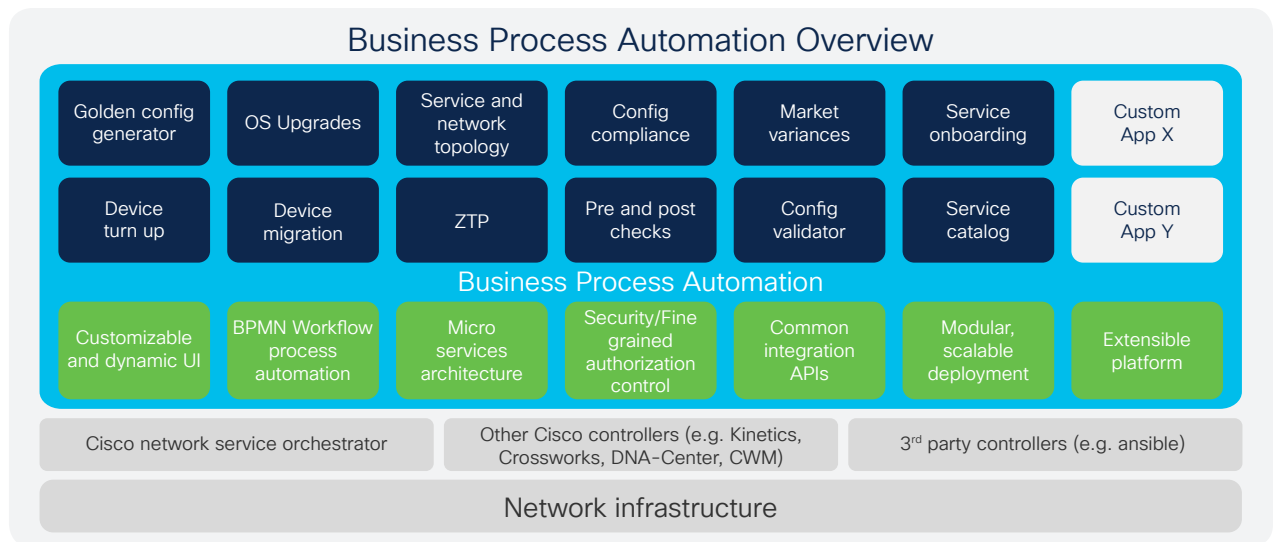 Business Process Automation Overview
Golden config
generator
OS Upgrades
Service and
network
topology
Config
compliance
Market
variances
Service
onboarding
Custom
App X
Device
turn up
Device
migration
ZTP
Pre and post
checks
Config
validator
Service
catalog
Custom
App Y
Business Process Automation
Customizable
and dynamic UI
BPMN Workflow
process
automation
Micro
services
architecture
Security/Fine
grained
authorization
control
Common
integration
APIs
Modular,
scalable
deployment
Extensible
platform
Cisco network service orchestrator
Other Cisco controllers (e.g. Kinetics,
Crossworks, DNA-Center, CWM)
3rd party controllers (e.g. ansible)
Network infrastructure